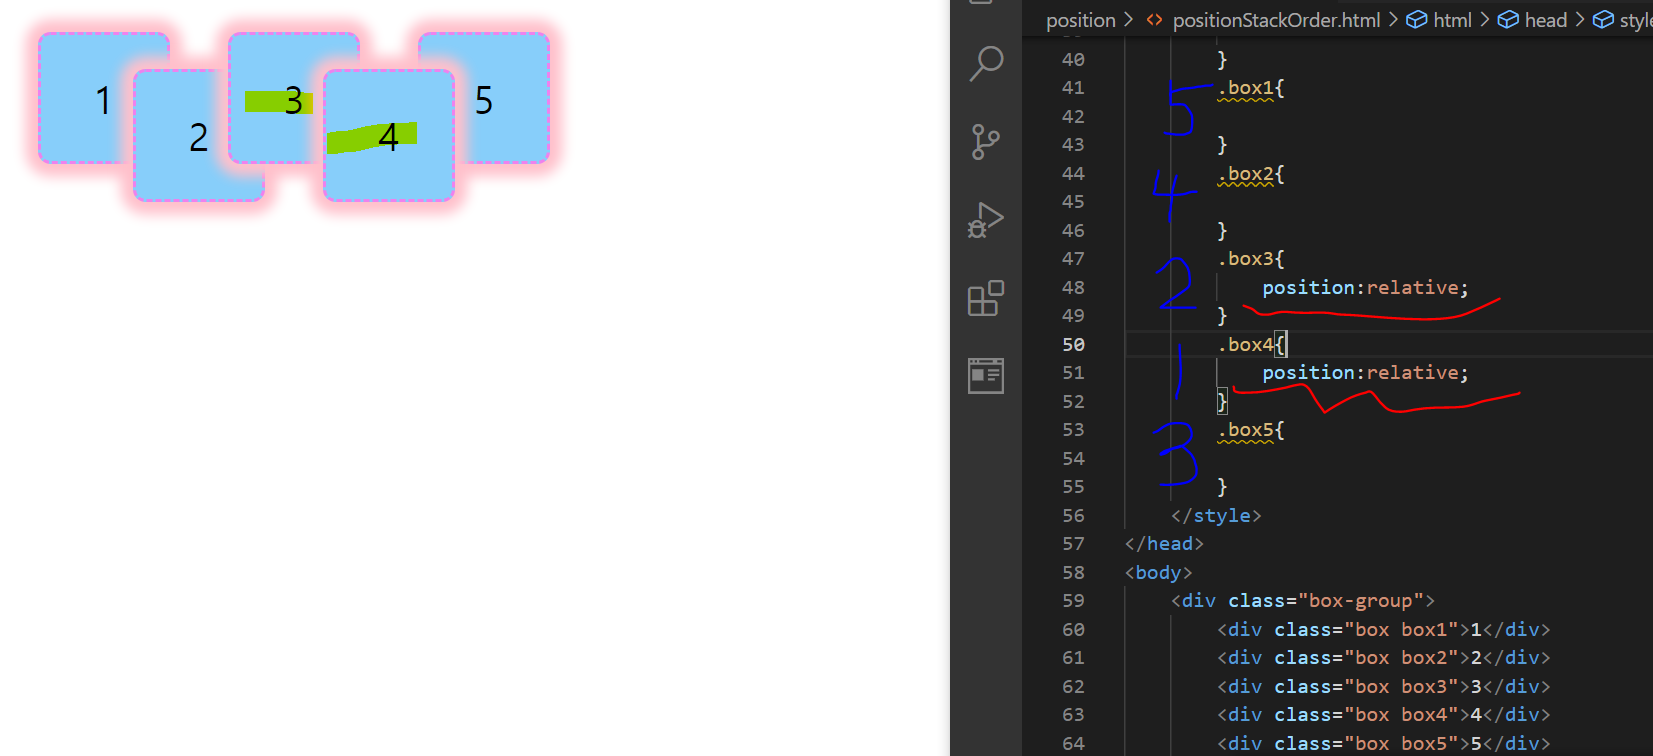 1
2
3
4
5
position > <> positionStackOrder.html > html > head > style
40 }
5
41 .box1{
42
43 }
4
44 .box2{
45
46 }
2
47 .box3{
48 position:relative;
49 }
1
50 .box4{
51 position:relative;
52 }
3
53 .box5{
54
55 }
56 </style>
57 </head>
58 <body>
59 <div class="box-group">
60 <div class="box box1">1</div>
61 <div class="box box2">2</div>
62 <div class="box box3">3</div>
63 <div class="box box4">4</div>
64 <div class="box box5">5</div>